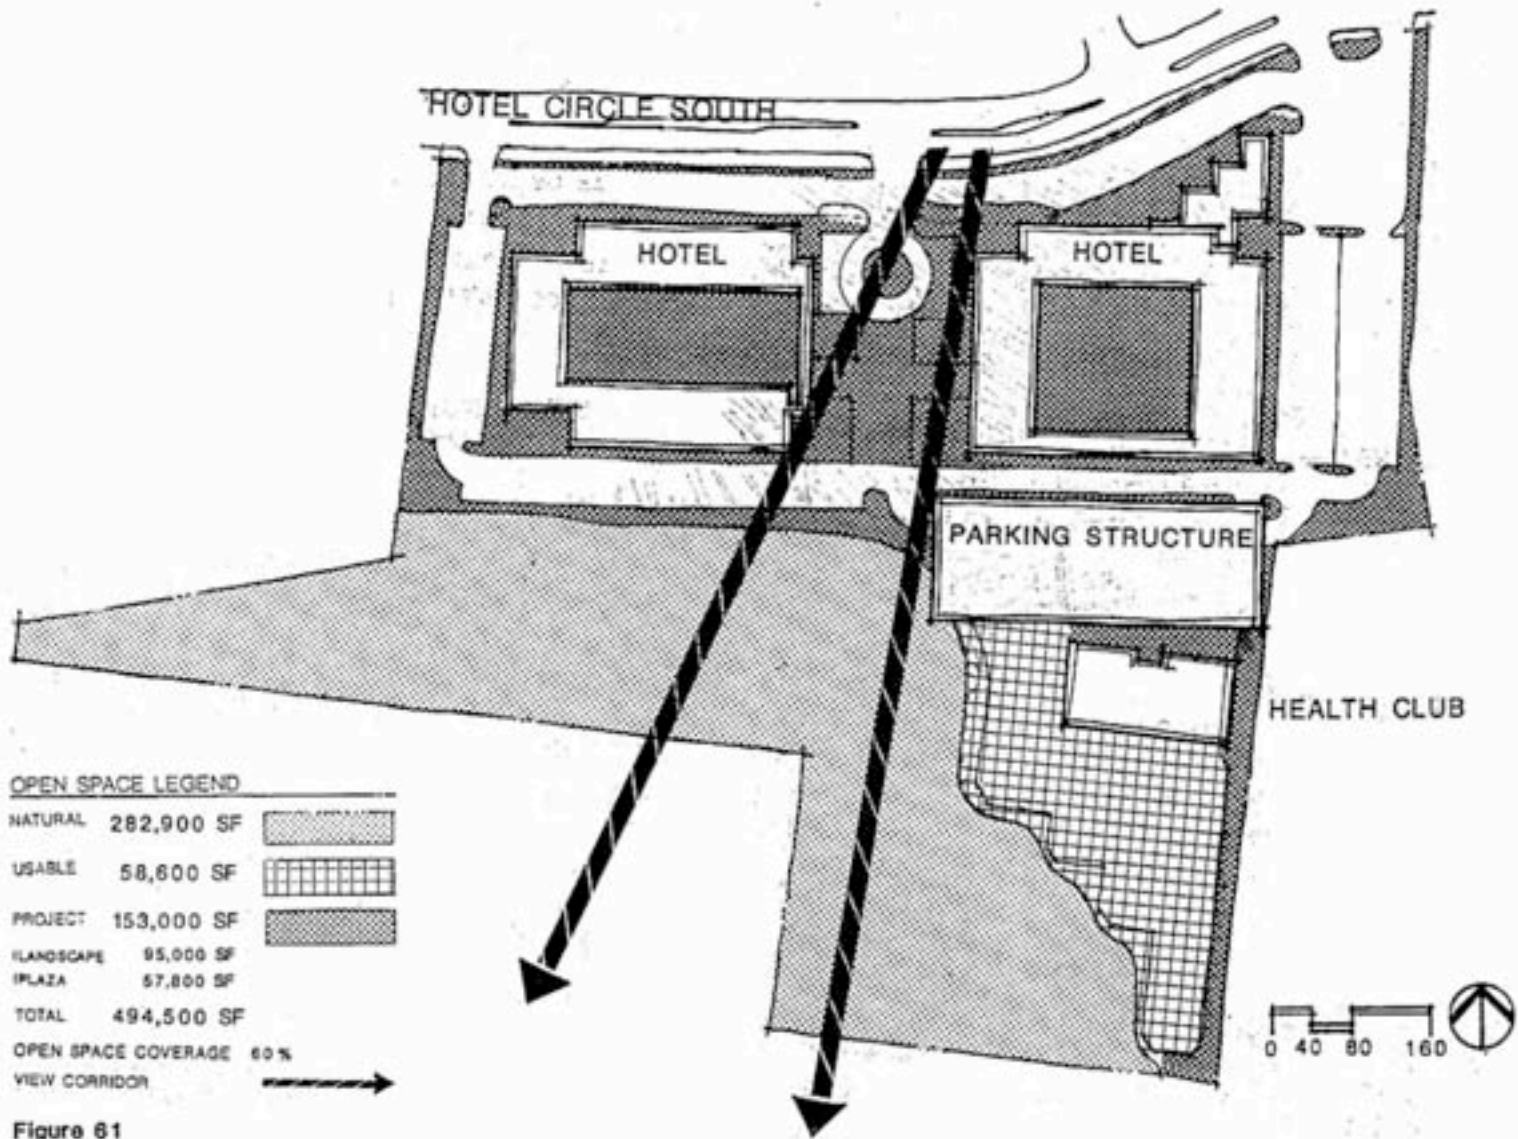 HOTEL CIRCLE SOUTH
HOTEL
HOTEL
PARKING STRUCTURE
HEALTH CLUB
OPEN SPACE LEGEND
NATURAL 282,900 SF
USABLE 58,600 SF
PROJECT 153,000 SF
(LANDSCAPE 95,000 SF
(PLAZA 57,800 SF
TOTAL 494,500 SF
OPEN SPACE COVERAGE 60%
VIEW CORRIDOR
0 40 80 160
Figure 61